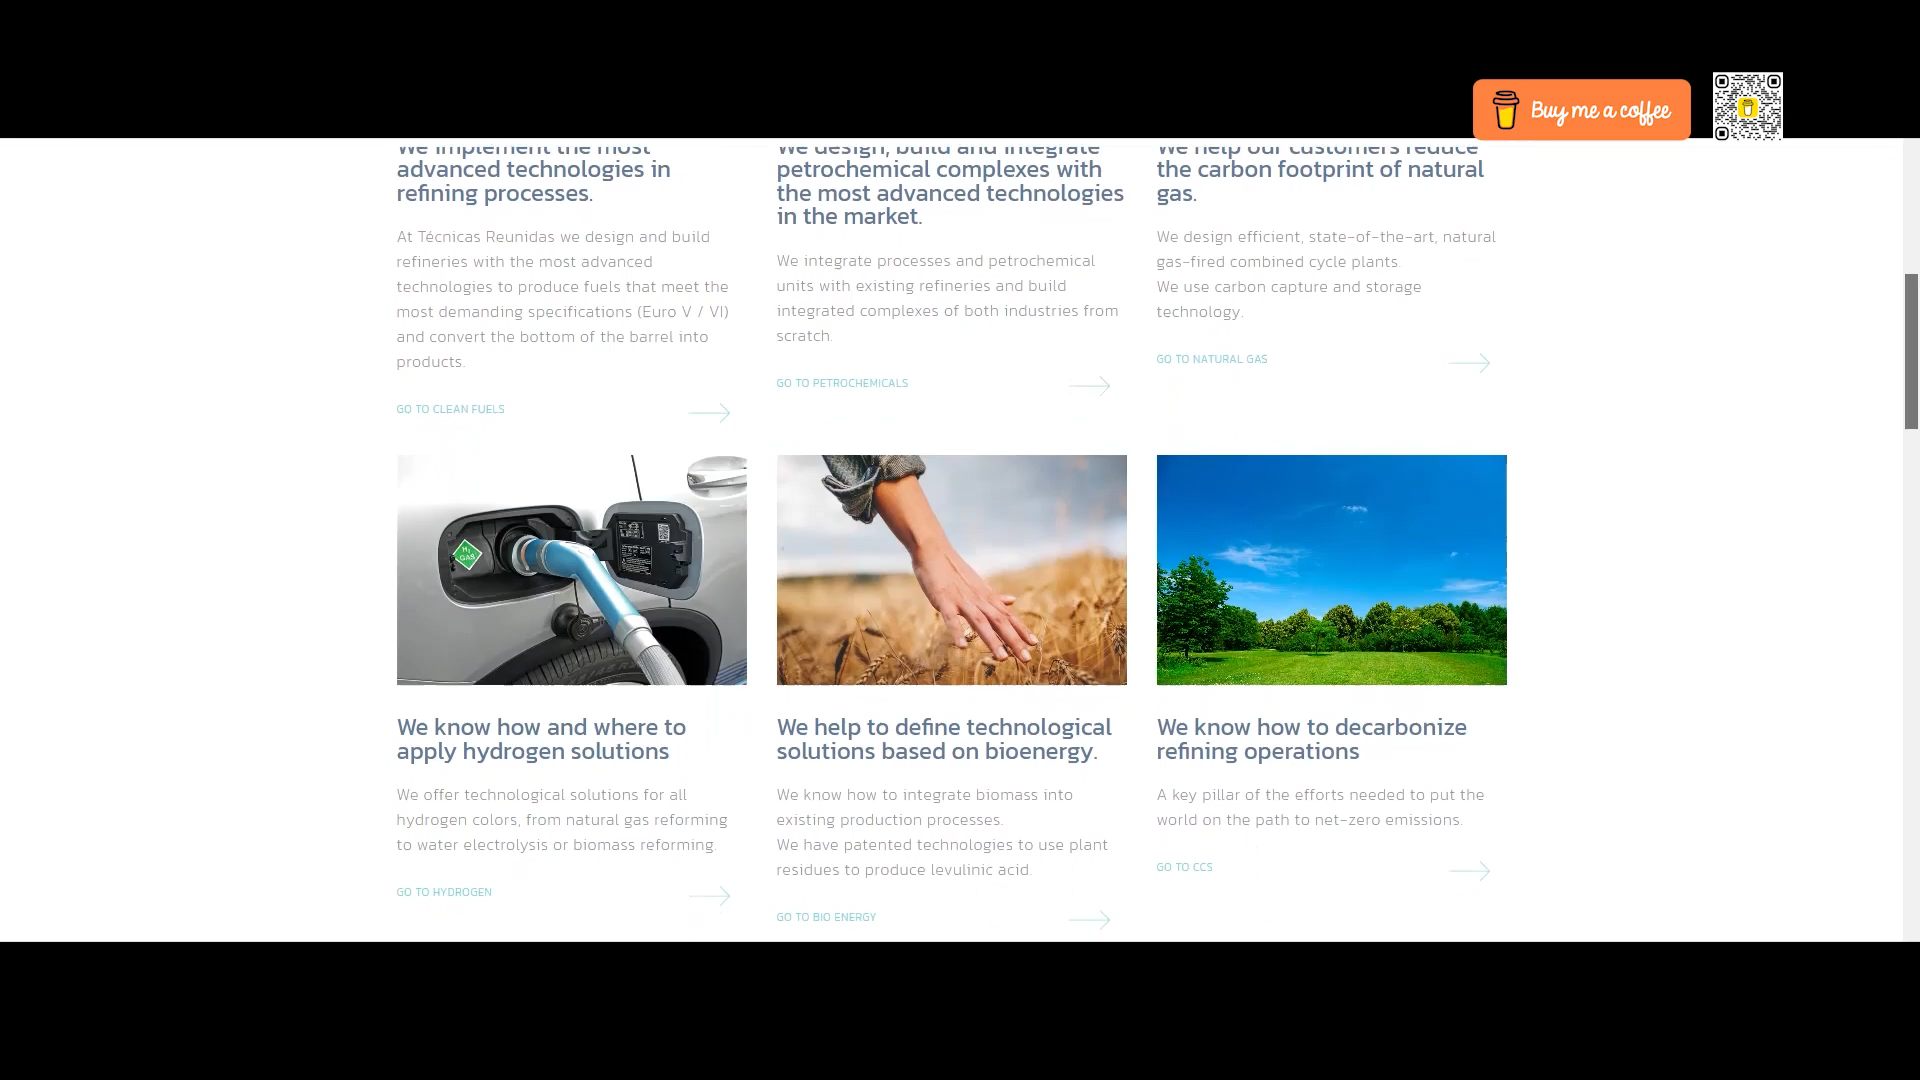 Buy me a coffee
We implement the most
advanced technologies in
refining processes.
At Técnicas Reunidas we design and build
refineries with the most advanced
technologies to produce fuels that meet the
most demanding specifications (Euro V / VI)
and convert the bottom of the barrel into
products.
GO TO CLEAN FUELS
We design, build and integrate
petrochemical complexes with
the most advanced technologies
in the market.
We integrate processes and petrochemical
units with existing refineries and build
integrated complexes of both industries from
scratch.
GO TO PETROCHEMICALS
We help our customers reduce
the carbon footprint of natural
gas.
We design efficient, state-of-the-art, natural
gas-fired combined cycle plants.
We use carbon capture and storage
technology.
GO TO NATURAL GAS
H₂
GAS
We know how and where to
apply hydrogen solutions
We offer technological solutions for all
hydrogen colors, from natural gas reforming
to water electrolysis or biomass reforming.
GO TO HYDROGEN
We help to define technological
solutions based on bioenergy.
We know how to integrate biomass into
existing production processes.
We have patented technologies to use plant
residues to produce levulinic acid.
GO TO BIO ENERGY
We know how to decarbonize
refining operations
A key pillar of the efforts needed to put the
world on the path to net-zero emissions.
GO TO CCS